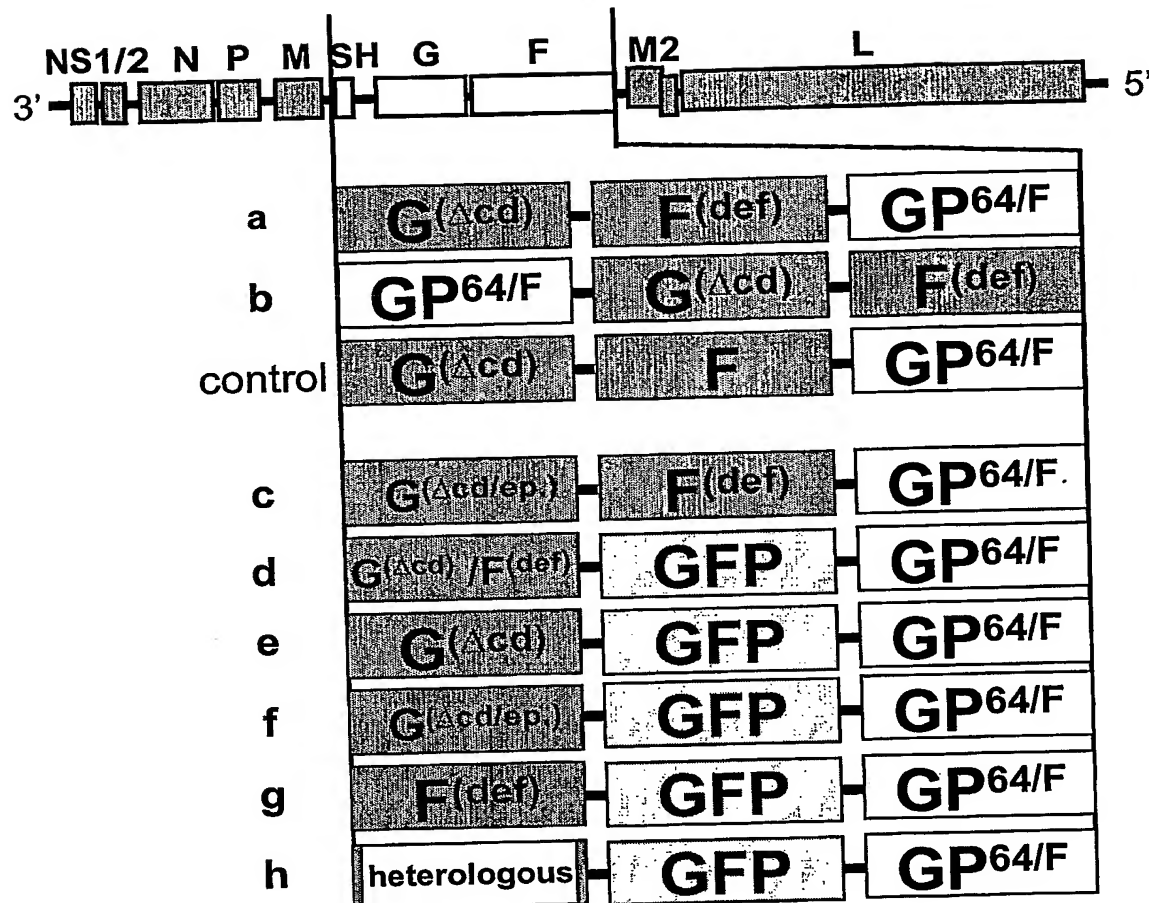 NS1/2 N P M SH G F M2 L
3' 5'
a G(Δcd) F(def) GP64/F
b GP64/F G(Δcd) F(def)
control G(Δcd) F GP64/F
c G(Δcd/ep.) F(def) GP64/F.
d G(Δcd) /F(def) GFP GP64/F
e G(Δcd) GFP GP64/F
f G(Δcd/ep.) GFP GP64/F
g F(def) GFP GP64/F
h heterologous GFP GP64/F